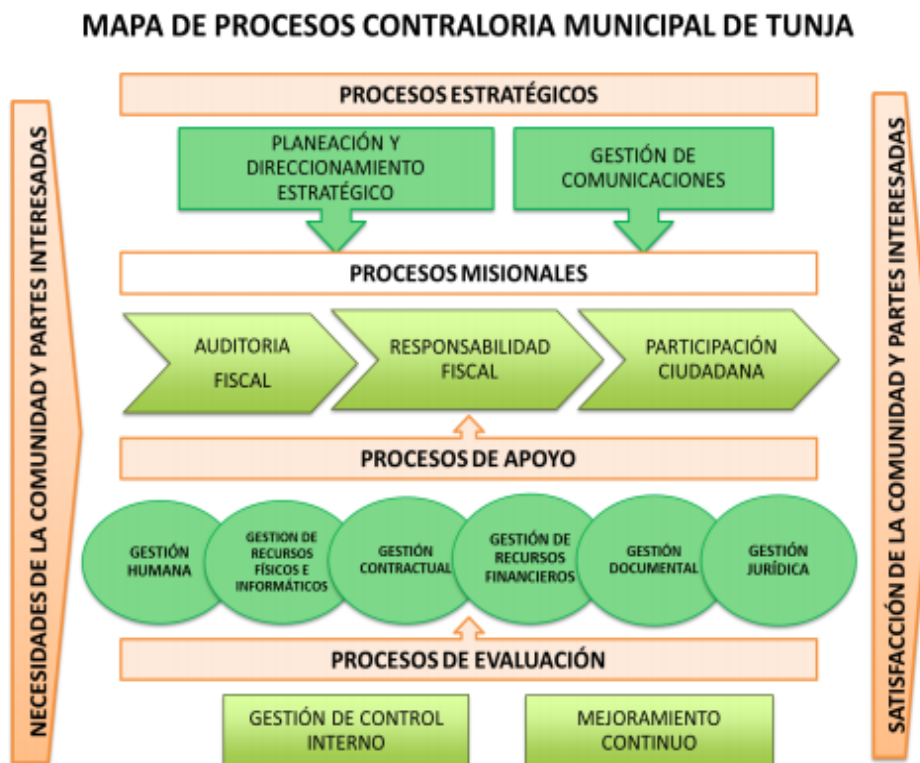 MAPA DE PROCESOS CONTRALORIA MUNICIPAL DE TUNJA
NECESIDADES DE LA COMUNIDAD Y PARTES INTERESADAS
PROCESOS ESTRATÉGICOS
PLANEACIÓN Y
DIRECCIONAMIENTO
ESTRATÉGICO
GESTIÓN DE
COMUNICACIONES
PROCESOS MISIONALES
AUDITORIA
FISCAL
RESPONSABILIDAD
FISCAL
PARTICIPACIÓN
CIUDADANA
PROCESOS DE APOYO
GESTIÓN
HUMANA
GESTION DE
RECURSOS
FÍSICOS E
INFORMÁTICOS
GESTIÓN
CONTRACTUAL
GESTIÓN DE
RECURSOS
FINANCIEROS
GESTIÓN
DOCUMENTAL
GESTIÓN
JURÍDICA
PROCESOS DE EVALUACIÓN
GESTIÓN DE CONTROL
INTERNO
MEJORAMIENTO
CONTINUO
SATISFACCIÓN DE LA COMUNIDAD Y PARTES INTERESADAS